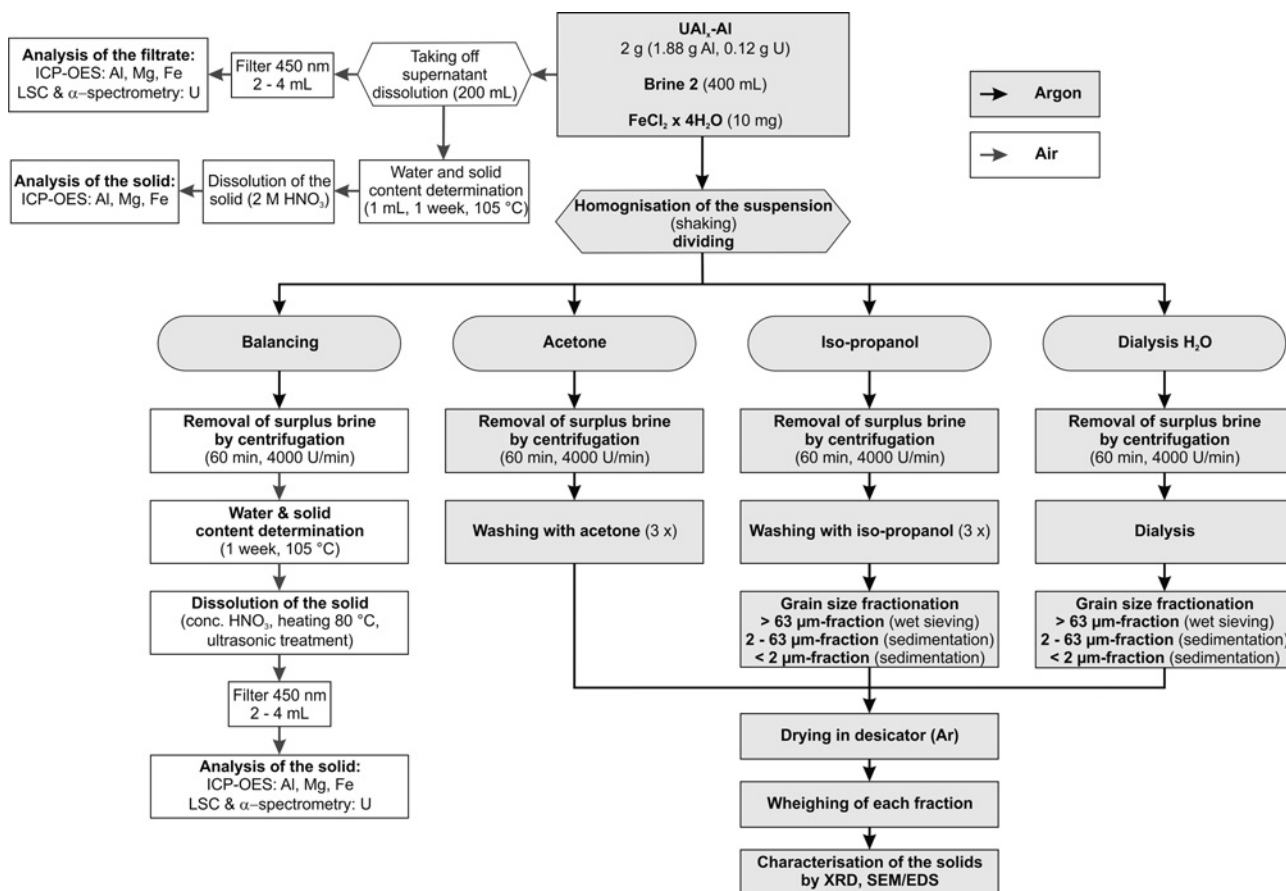 UAlₓ-Al
2 g (1.88 g Al, 0.12 g U)
Brine 2 (400 mL)
FeCl₂ x 4H₂O (10 mg)
Taking off
supernatant
dissolution (200 mL)
Filter 450 nm
2 - 4 mL
Analysis of the filtrate:
ICP-OES: Al, Mg, Fe
LSC & α–spectrometry: U
Argon
Air
Water and solid
content determination
(1 mL, 1 week, 105 °C)
Dissolution of the
solid (2 M HNO₃)
Analysis of the solid:
ICP-OES: Al, Mg, Fe
Homognisation of the suspension
(shaking)
dividing
Balancing
Removal of surplus brine
by centrifugation
(60 min, 4000 U/min)
Water & solid
content determination
(1 week, 105 °C)
Dissolution of the solid
(conc. HNO₃, heating 80 °C,
ultrasonic treatment)
Filter 450 nm
2 - 4 mL
Analysis of the solid:
ICP-OES: Al, Mg, Fe
LSC & α–spectrometry: U
Acetone
Removal of surplus brine
by centrifugation
(60 min, 4000 U/min)
Washing with acetone (3 x)
Iso-propanol
Removal of surplus brine
by centrifugation
(60 min, 4000 U/min)
Washing with iso-propanol (3 x)
Grain size fractionation
> 63 µm-fraction (wet sieving)
2 - 63 µm-fraction (sedimentation)
< 2 µm-fraction (sedimentation)
Dialysis H₂O
Removal of surplus brine
by centrifugation
(60 min, 4000 U/min)
Dialysis
Grain size fractionation
> 63 µm-fraction (wet sieving)
2 - 63 µm-fraction (sedimentation)
< 2 µm-fraction (sedimentation)
Drying in desicator (Ar)
Wheighing of each fraction
Characterisation of the solids
by XRD, SEM/EDS